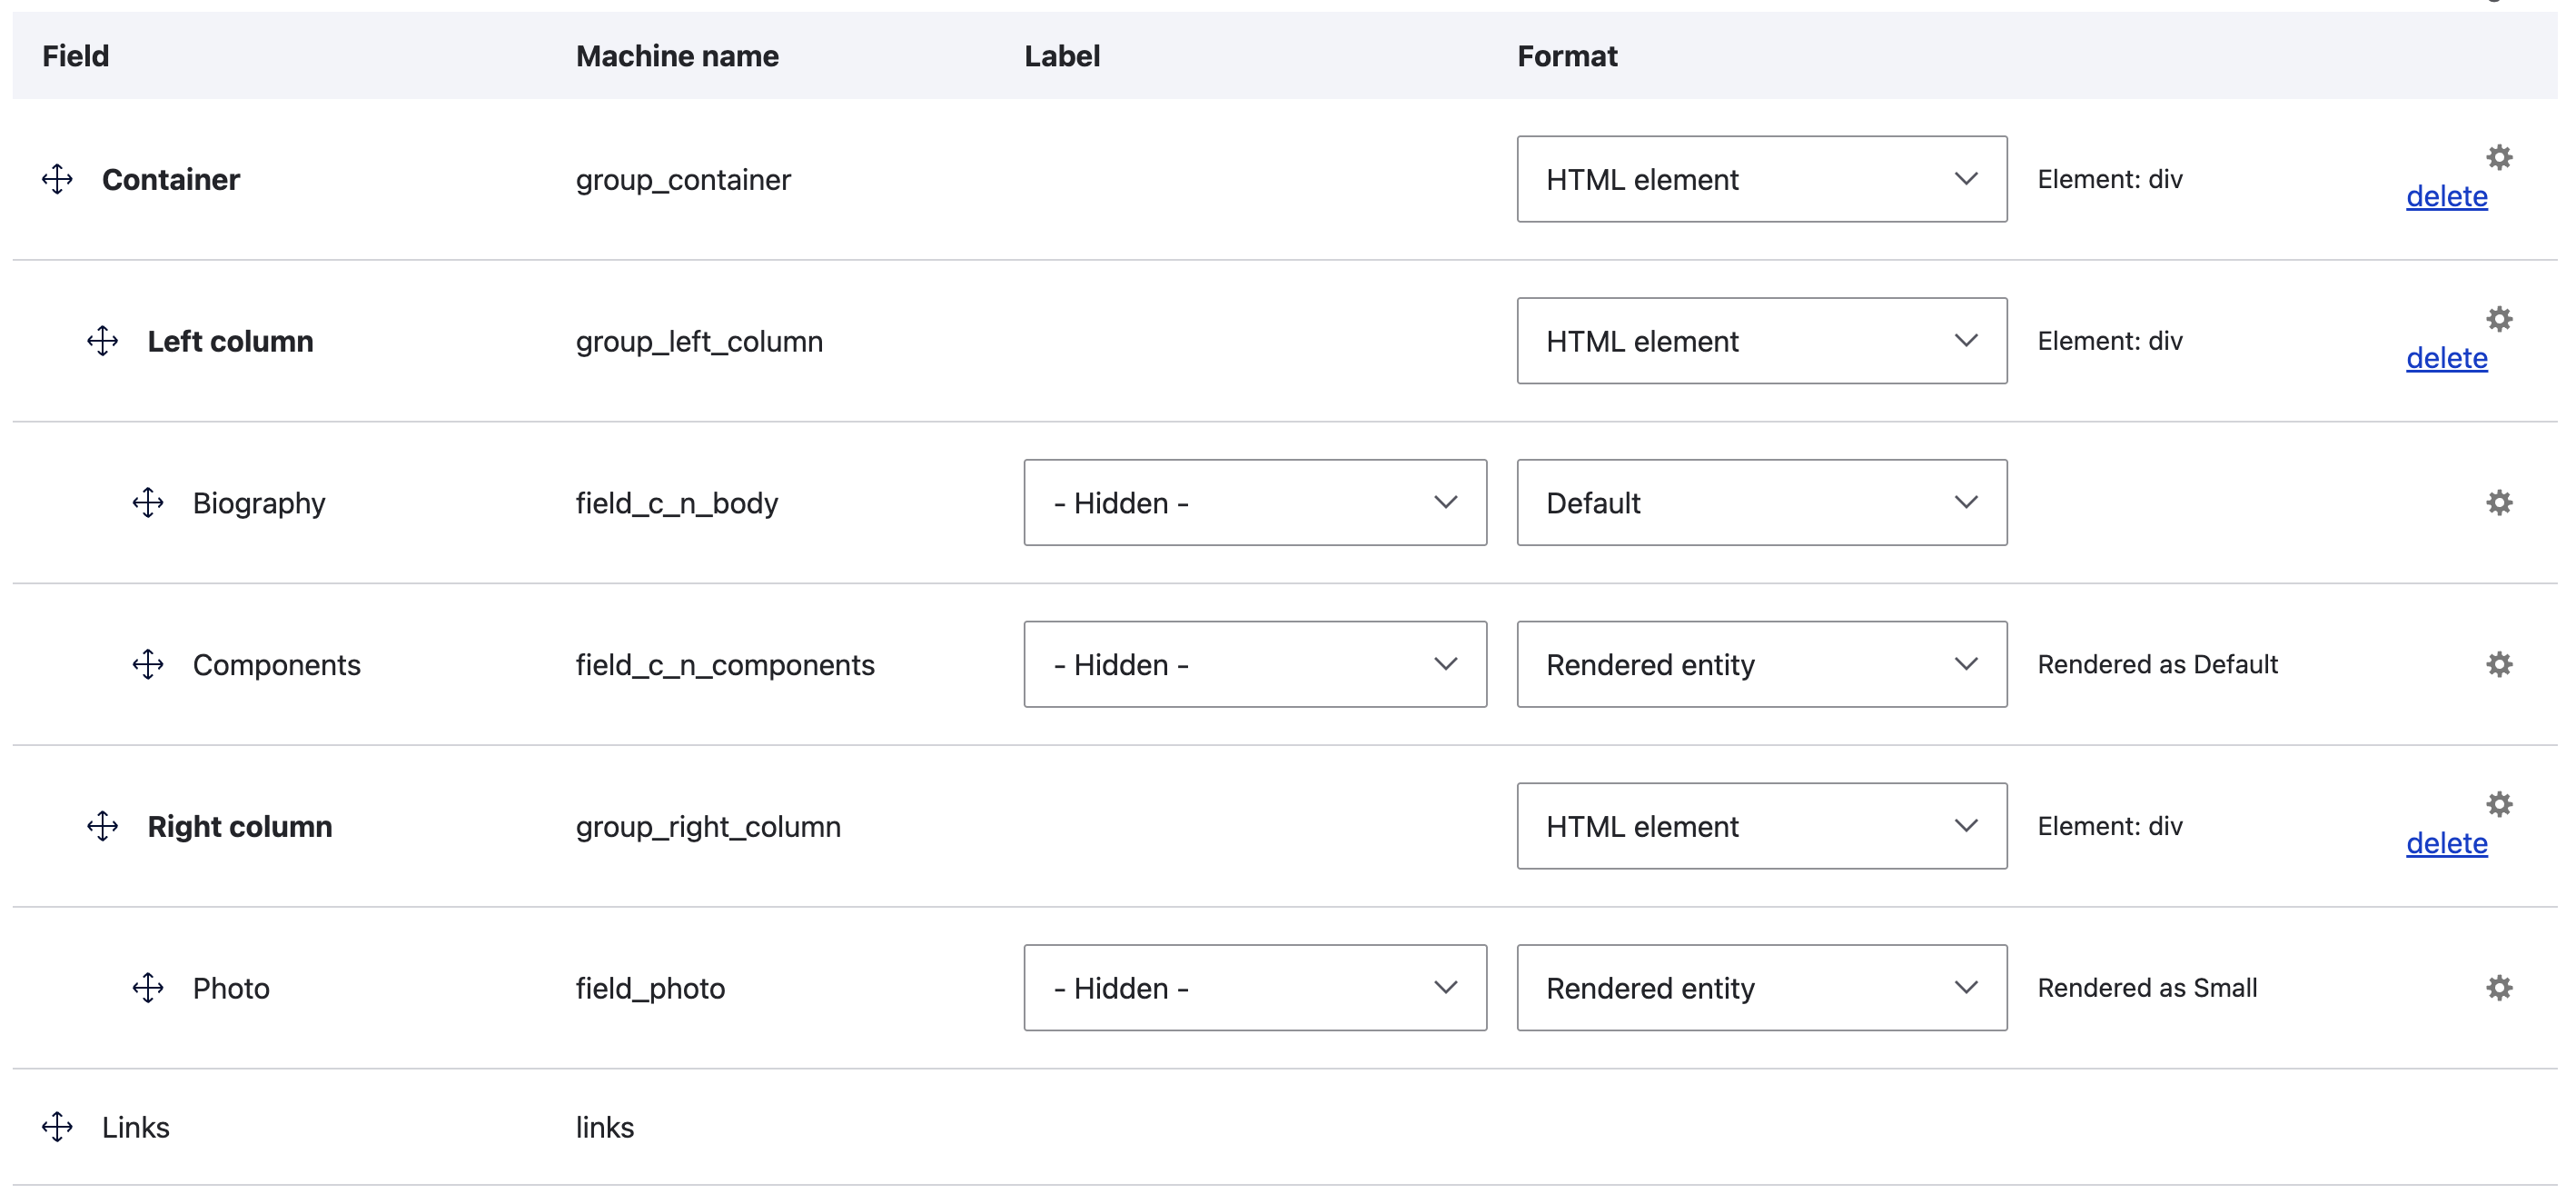 Field Machine name Label Format
Container group_container HTML element Element: div delete
Left column group_left_column HTML element Element: div delete
Biography field_c_n_body - Hidden - Default
Components field_c_n_components - Hidden - Rendered entity Rendered as Default
Right column group_right_column HTML element Element: div delete
Photo field_photo - Hidden - Rendered entity Rendered as Small
Links links